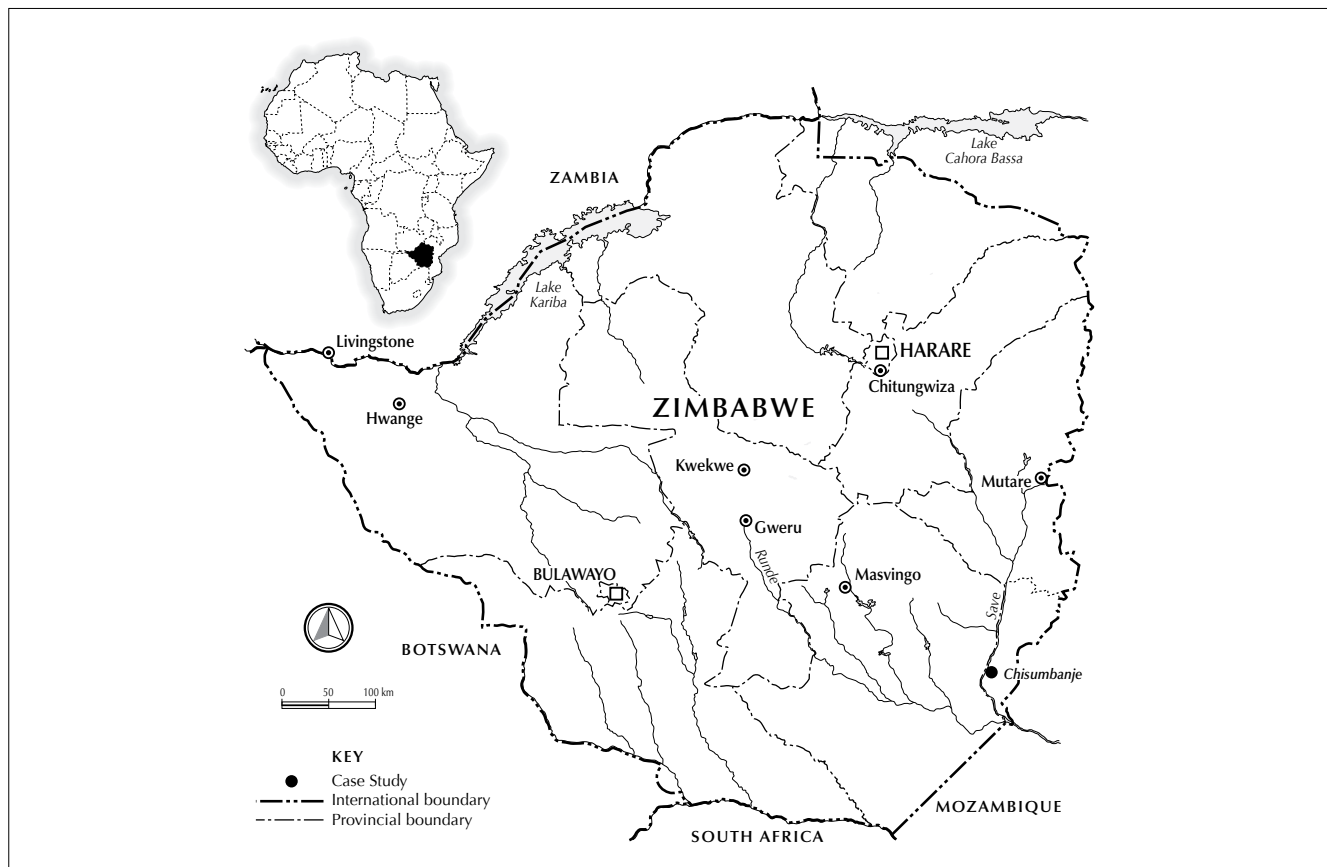 Lake
Cahora Bassa
ZAMBIA
Lake
Kariba
Livingstone
HARARE
Chitungwiza
Hwange
ZIMBABWE
Kwekwe
Mutare
Gweru
Runde
Masvingo
BULAWAYO
Save
BOTSWANA
Chisumbanje
0 50 100 km
KEY
Case Study
International boundary
Provincial boundary
MOZAMBIQUE
SOUTH AFRICA